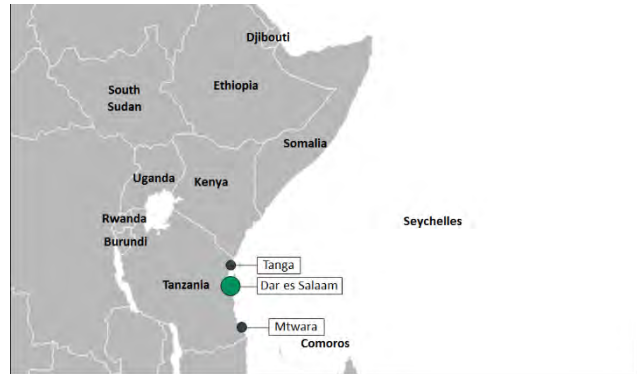 Djibouti
Ethiopia
South
Sudan
Somalia
Uganda
Kenya
Rwanda
Seychelles
Burundi
Tanga
Tanzania
Dar es Salaam
Mtwara
Comoros